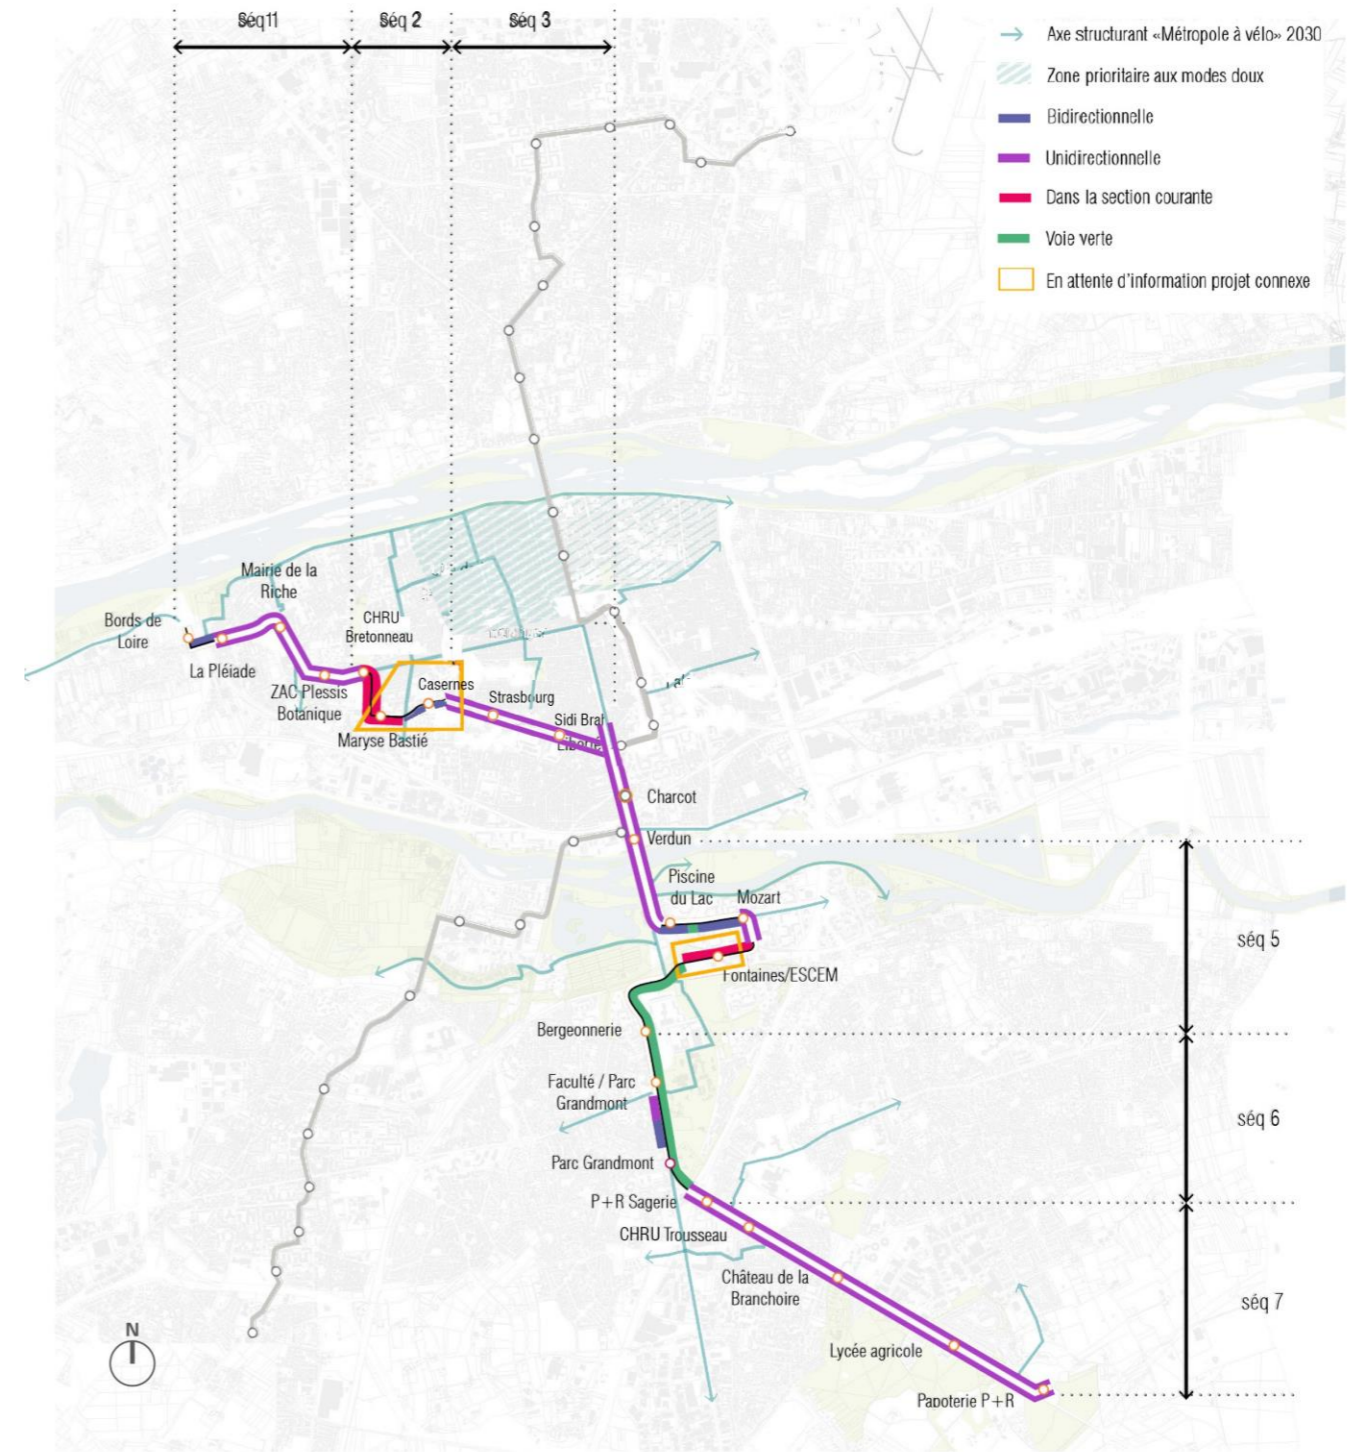 Séq11
Séq 2
Séq 3
Axe structurant «Métropole à vélo» 2030
Zone prioritaire aux modes doux
Bidirectionnelle
Unidirectionnelle
Dans la section courante
Voie verte
En attente d'information projet connexe
Mairie de la
Riche
Bords de
Loire
CHRU
Bretonneau
La Pléiade
ZAC Plessis
Botanique
Casernes
Strasbourg
Maryse Bastié
Sidi Brah
Liberté
Charcot
Verdun
Piscine
du Lac
Mozart
Fontaines/ESCEM
séq 5
Bergeonnerie
Faculté / Parc
Grandmont
séq 6
Parc Grandmont
P+R Sagerie
CHRU Trousseau
Château de la
Branchoire
séq 7
N
Lycée agricole
Papoterie P+R